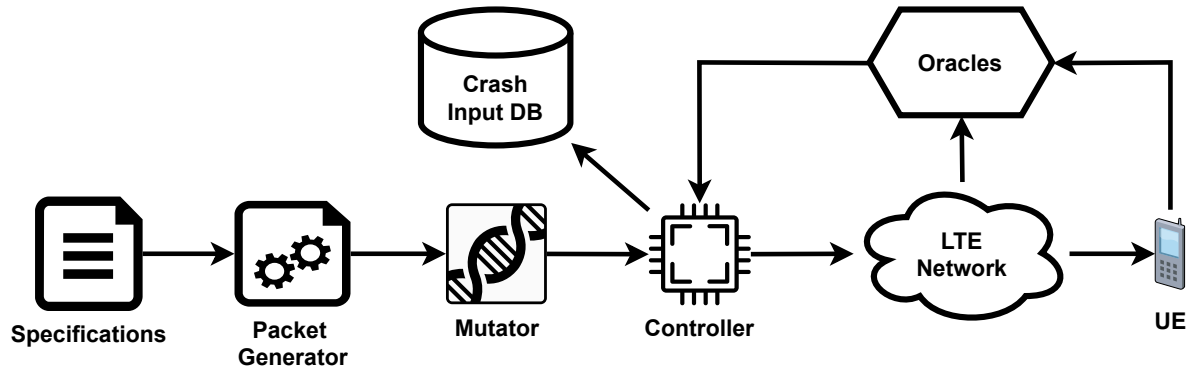 Crash
Input DB
Oracles
LTE
Network
Specifications
Packet
Generator
Mutator
Controller
UE